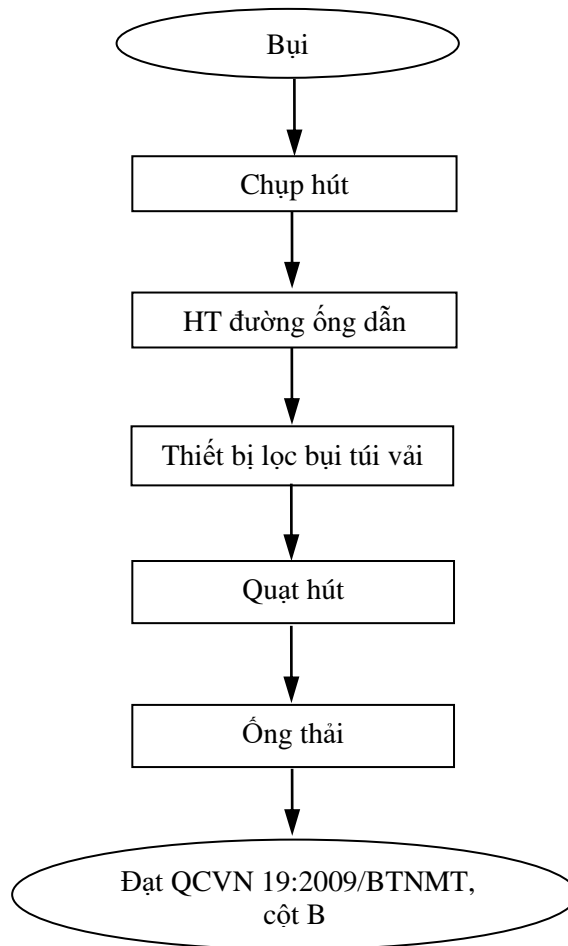 Bụi
Chụp hút
HT đường ống dẫn
Thiết bị lọc bụi túi vải
Quạt hút
Ống thải
Đạt QCVN 19:2009/BTNMT,
cột B